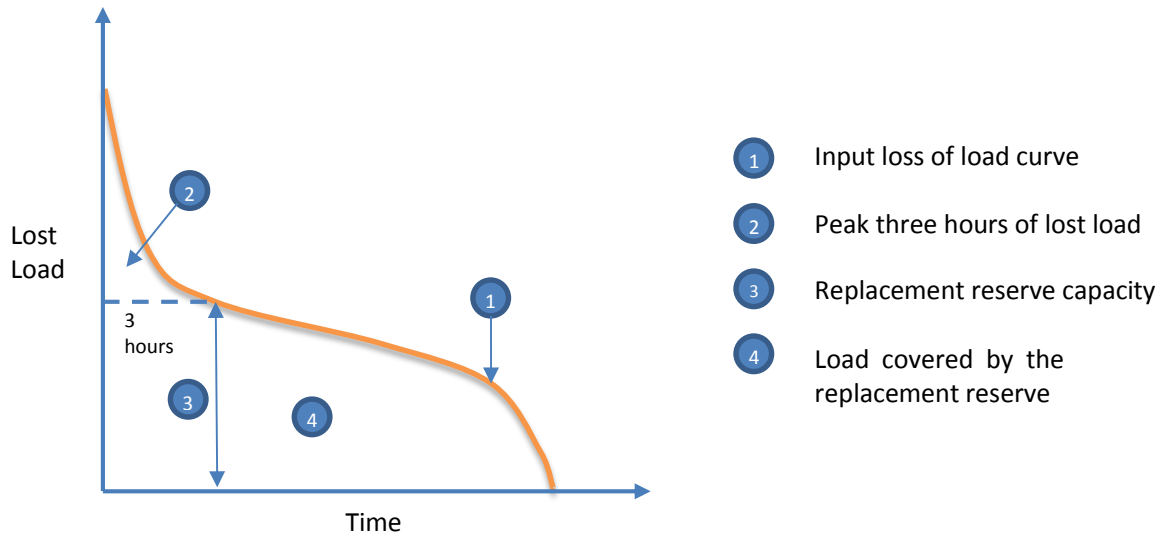 2
Lost
Load
1
3
hours
3
4
Time
1 Input loss of load curve
2 Peak three hours of lost load
3 Replacement reserve capacity
4 Load covered by the
replacement reserve